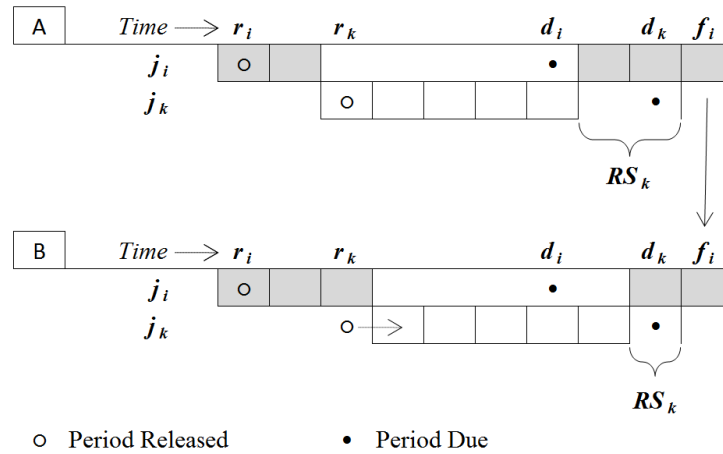 A Time r i r k d i d k f i
j i
j k
RS k
B Time r i r k d i d k f i
j i
j k
RS k
Period Released Period Due